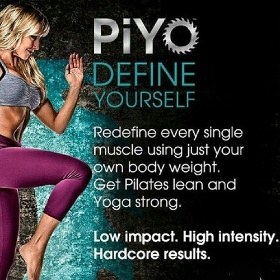 PiYO
DEFINE
YOURSELF
Redefine every single
muscle using just your
own body weight.
Get Pilates lean and
Yoga strong.
Low impact. High intensity.
Hardcore results.